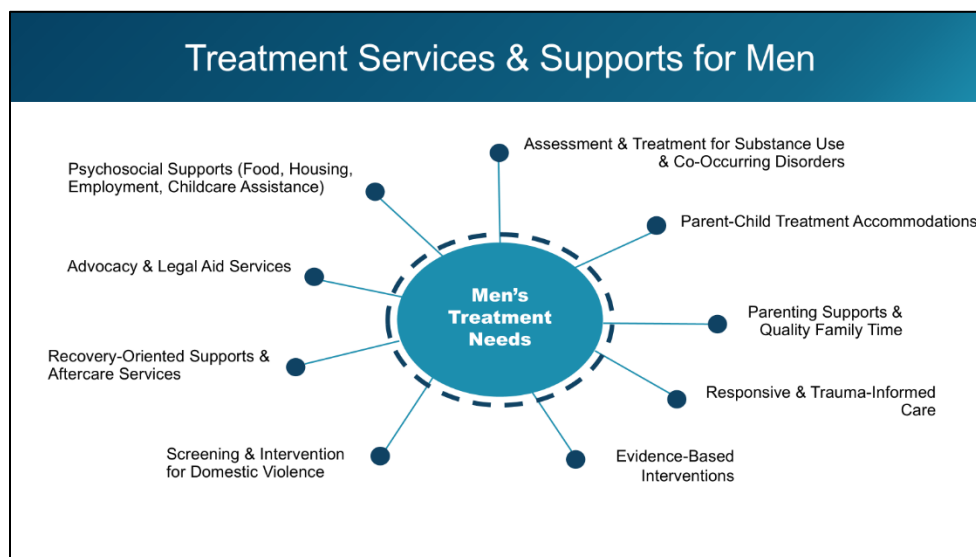 Treatment Services & Supports for Men
Assessment & Treatment for Substance Use
& Co-Occurring Disorders
Psychosocial Supports (Food, Housing,
Employment, Childcare Assistance)
Parent-Child Treatment Accommodations
Advocacy & Legal Aid Services
Men's
Treatment
Needs
Parenting Supports &
Quality Family Time
Recovery-Oriented Supports &
Aftercare Services
Responsive & Trauma-Informed
Care
Screening & Intervention
for Domestic Violence
Evidence-Based
Interventions